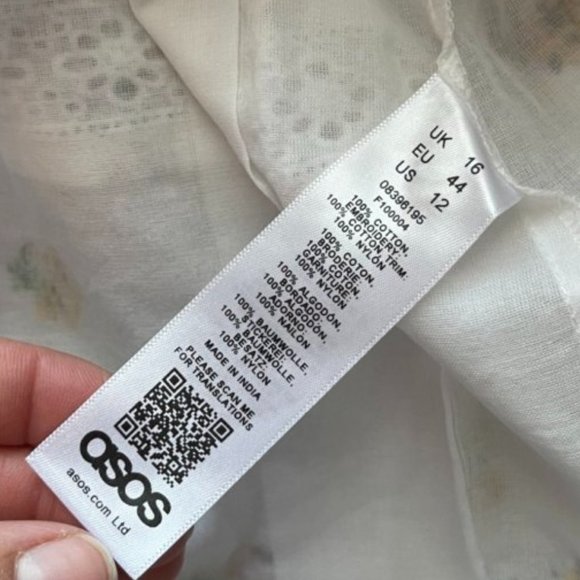 UK 16
EU 44
US 12
08396195
F100004
100% COTTON.
EMBROIDERY:
100% COTTON. TRIM:
100% NYLON
100% COTON.
BRODERIE:
100% COTON.
GARNITURE:
100% NYLON
100% ALGODÓN.
BORDADO:
100% ALGODÓN.
ADORNO:
100% NAILON
100% BAUMWOLLE.
STICKEREI:
100% BAUMWOLLE.
BESATZ:
100% NYLON
MADE IN INDIA
PLEASE SCAN ME
FOR TRANSLATIONS
asos
asos.com Ltd